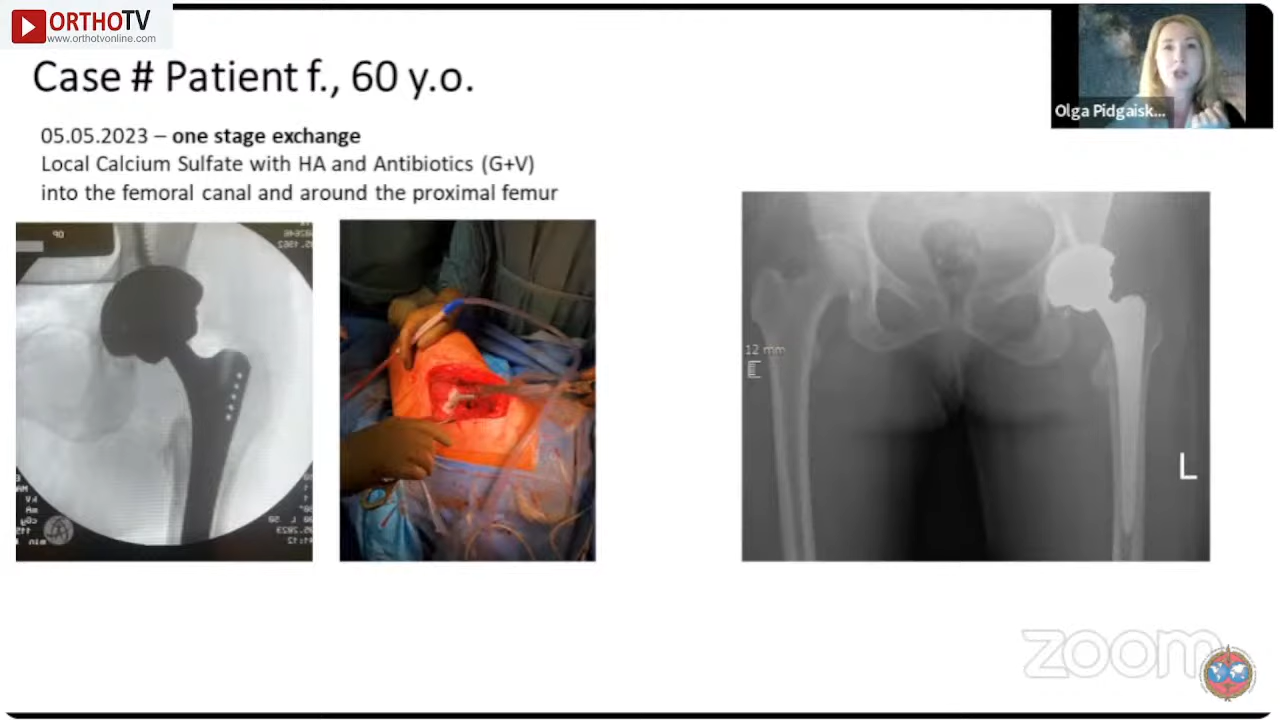 ORTHOTV
www.orthotvonline.com
Case # Patient f., 60 y.o.
Olga Pidgaisk...
05.05.2023 – one stage exchange
Local Calcium Sulfate with HA and Antibiotics (G+V)
into the femoral canal and around the proximal femur
12 mm
E
L
zoom